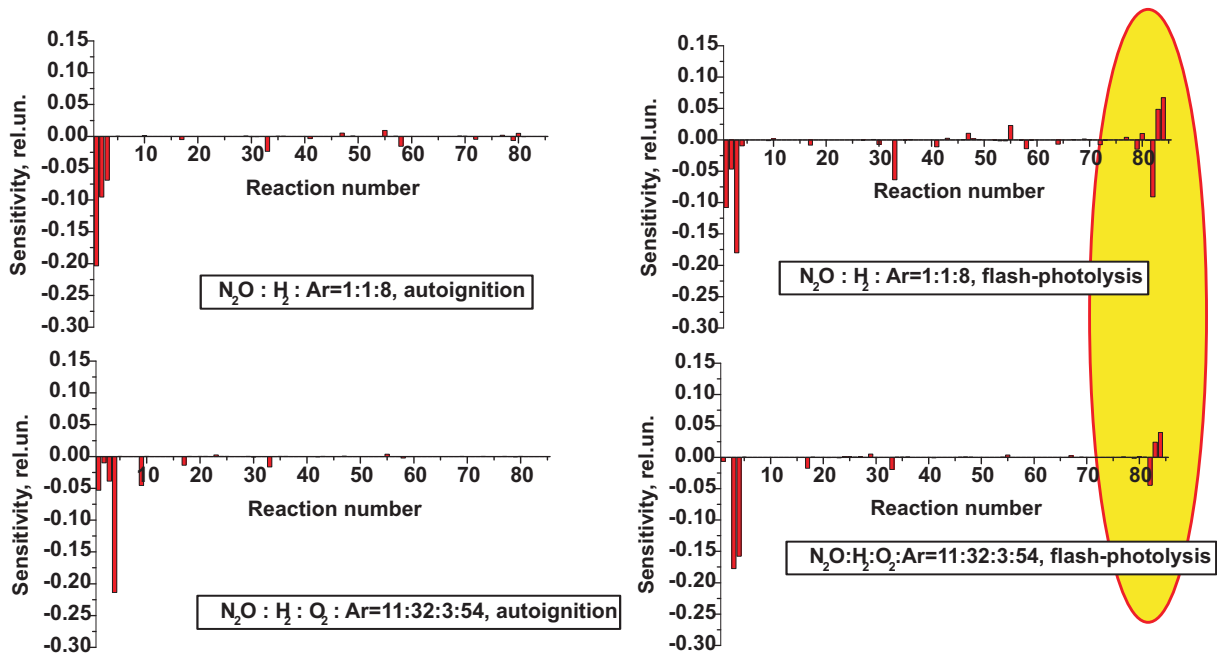 Sensitivity, rel.un.
0.15
0.10
0.05
0.00
-0.05
-0.10
-0.15
-0.20
-0.25
-0.30
10 20 30 40 50 60 70 80
Reaction number
N₂O : H₂ : Ar=1:1:8, autoignition
Sensitivity, rel.un.
0.15
0.10
0.05
0.00
-0.05
-0.10
-0.15
-0.20
-0.25
-0.30
10 20 30 40 50 60 70 80
Reaction number
N₂O : H₂ : Ar=1:1:8, flash-photolysis
Sensitivity, rel.un.
0.15
0.10
0.05
0.00
-0.05
-0.10
-0.15
-0.20
-0.25
-0.30
10 20 30 40 50 60 70 80
Reaction number
N₂O : H₂ : O₂ : Ar=11:32:3:54, autoignition
Sensitivity, rel.un.
0.15
0.10
0.05
0.00
-0.05
-0.10
-0.15
-0.20
-0.25
-0.30
10 20 30 40 50 60 70 80
Reaction number
N₂O:H₂:O₂:Ar=11:32:3:54, flash-photolysis